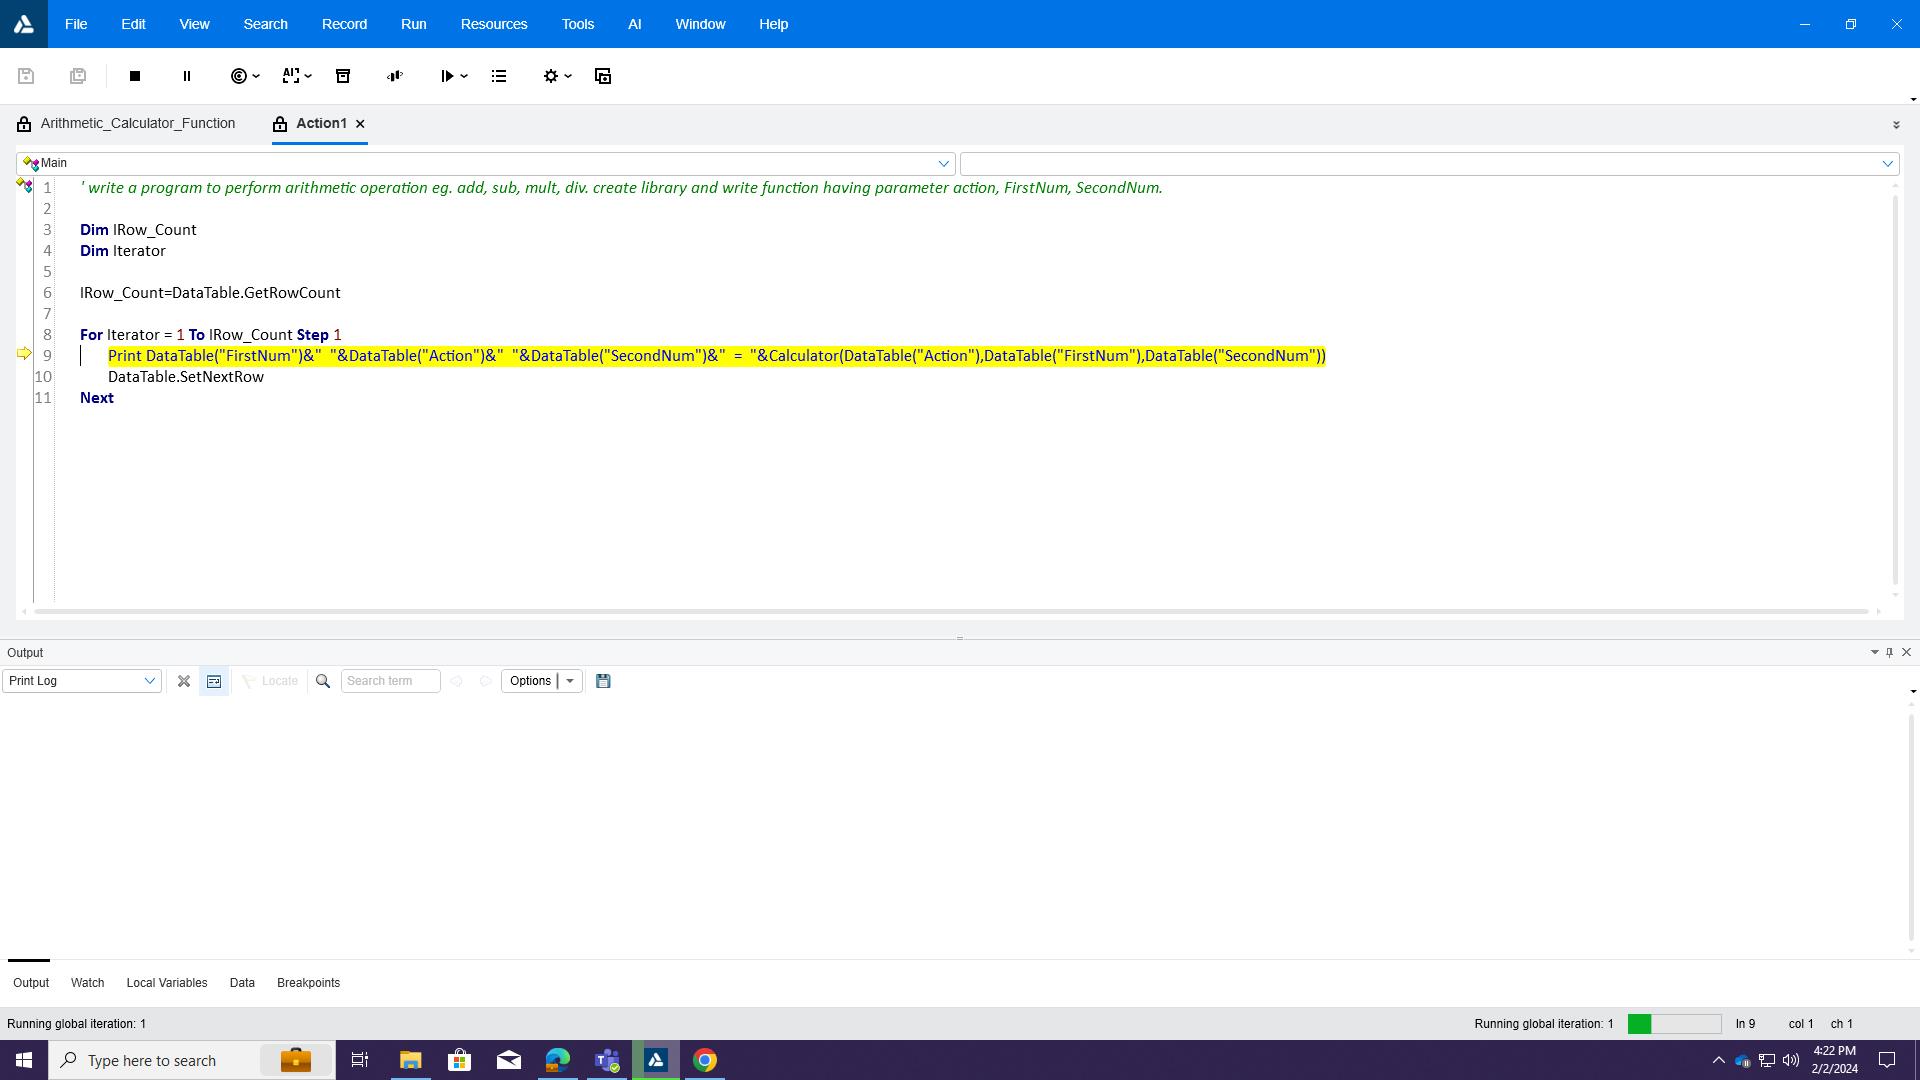 File Edit View Search Record Run Resources Tools AI Window Help
AI
Arithmetic_Calculator_Function Action1
Main
1 ' write a program to perform arithmetic operation eg. add, sub, mult, div. create library and write function having parameter action, FirstNum, SecondNum.
2
3 Dim lRow_Count
4 Dim Iterator
5
6 lRow_Count=DataTable.GetRowCount
7
8 For Iterator = 1 To lRow_Count Step 1
9 Print DataTable("FirstNum")&"  "&DataTable("Action")&"  "&DataTable("SecondNum")&"  =  "&Calculator(DataTable("Action"),DataTable("FirstNum"),DataTable("SecondNum"))
10 DataTable.SetNextRow
11 Next
Output
Print Log Locate Search term Options
Output Watch Local Variables Data Breakpoints
Running global iteration: 1 Running global iteration: 1 ln 9 col 1 ch 1
Type here to search
4:22 PM
2/2/2024